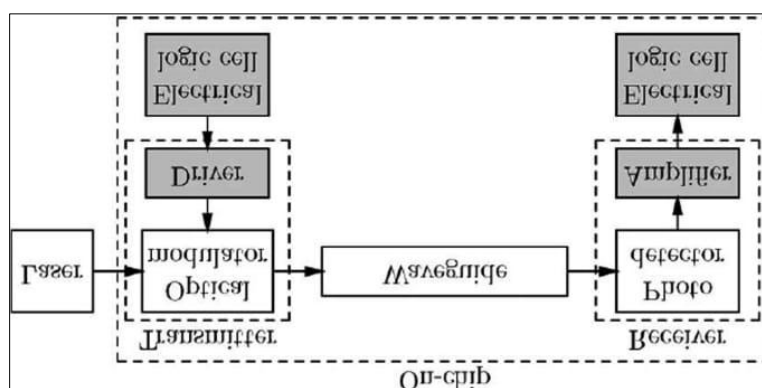 On-chip
Transmitter
Receiver
Laser
Optical
modulator
Waveguide
Photo
detector
Driver
Amplifier
Electrical
logic cell
Electrical
logic cell